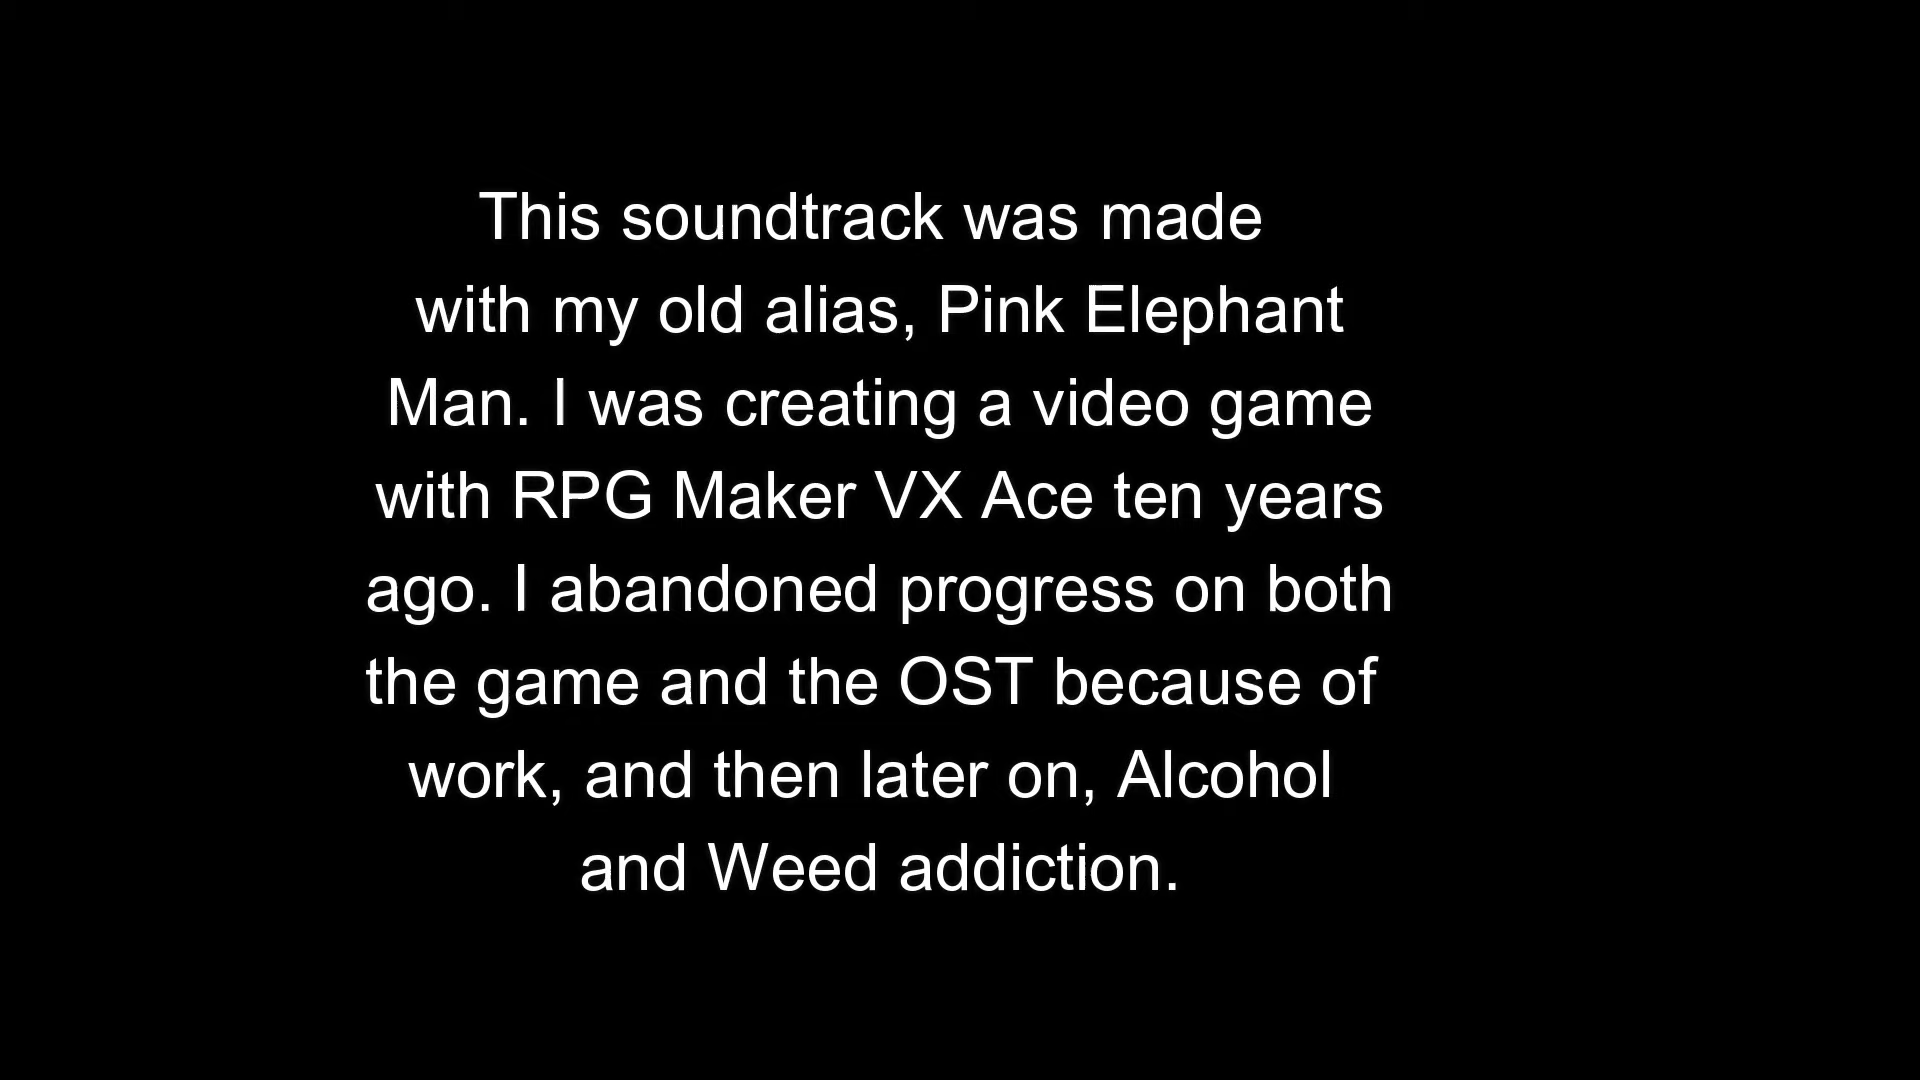 This soundtrack was made
with my old alias, Pink Elephant
Man. I was creating a video game
with RPG Maker VX Ace ten years
ago. I abandoned progress on both
the game and the OST because of
work, and then later on, Alcohol
and Weed addiction.